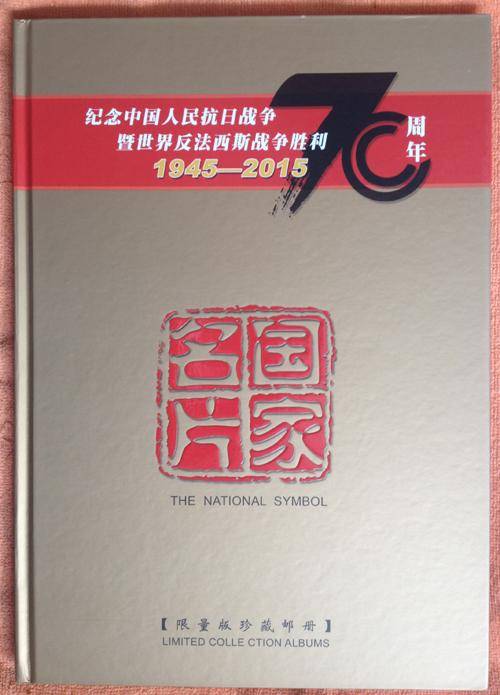 纪念中国人民抗日战争
暨世界反法西斯战争胜利
1945—2015
70
周年
国家
名片
THE NATIONAL SYMBOL
【限量版珍藏邮册】
LIMITED COLLE CTION ALBUMS